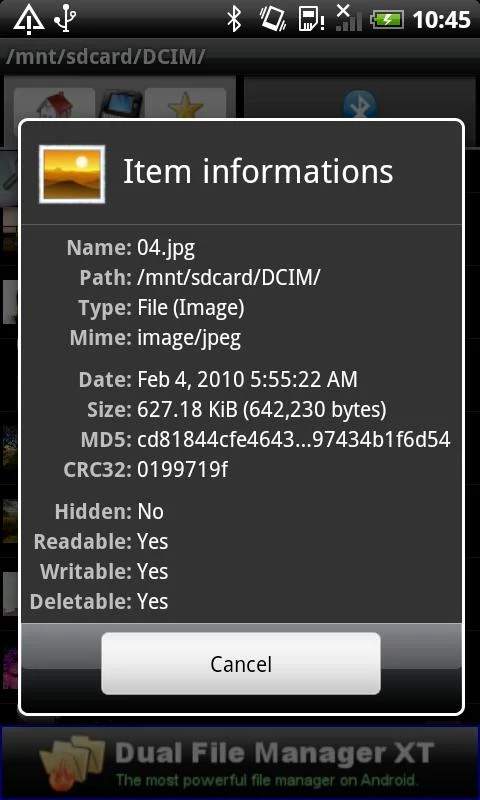 10:45
/mnt/sdcard/DCIM/
Item informations
Name: 04.jpg
Path: /mnt/sdcard/DCIM/
Type: File (Image)
Mime: image/jpeg
Date: Feb 4, 2010 5:55:22 AM
Size: 627.18 KiB (642,230 bytes)
MD5: cd81844cfe4643...97434b1f6d54
CRC32: 0199719f
Hidden: No
Readable: Yes
Writable: Yes
Deletable: Yes
Cancel
Dual File Manager XT
The most powerful file manager on Android.